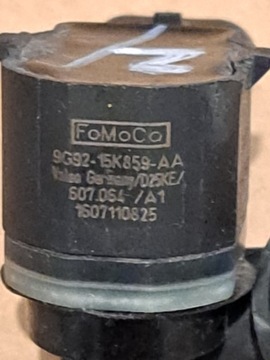 FoMoCo
9G92-15K859-AA
Valeo Germany/D25KE/
607.064 /A1
1607110825